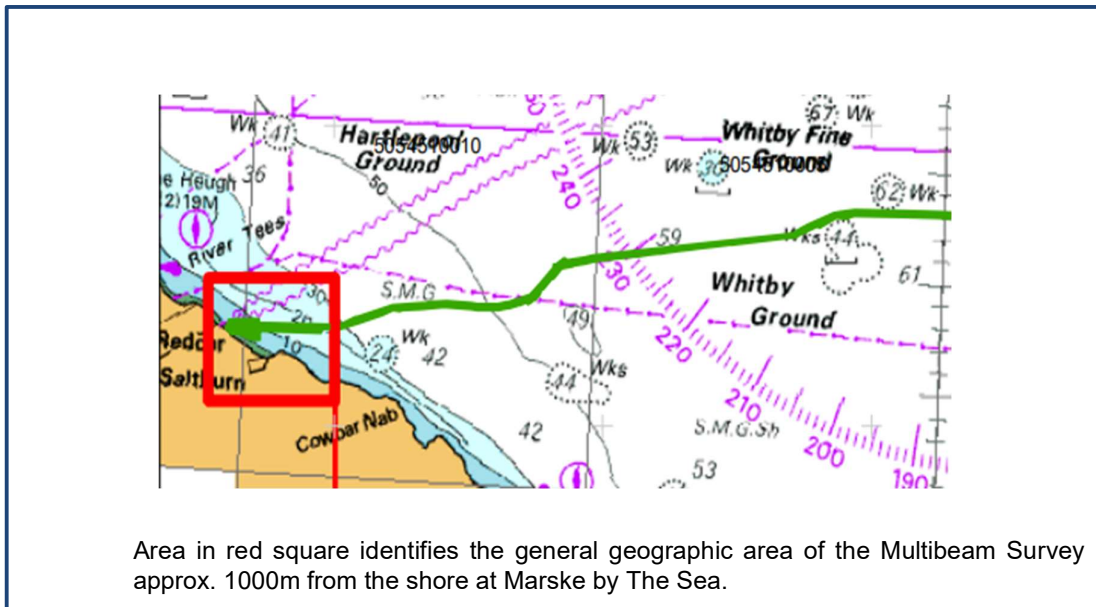 Wk 41
Hartlepool
5054510010
Ground
Wk 53
67 Wk
Whitby Fine
Ground
Wk
62 Wk
e Heugh 36
2)19M
50
240
River Tees
59
Wks 44
30
S.M.G
30
61
Whitby
Ground
20
10
49
220
Redcar
Wk
24
42
Saltburn
Wks
44
210
Cowbar Nab
42
S.M.G.Sh
200
53
190
Area in red square identifies the general geographic area of the Multibeam Survey
approx. 1000m from the shore at Marske by The Sea.